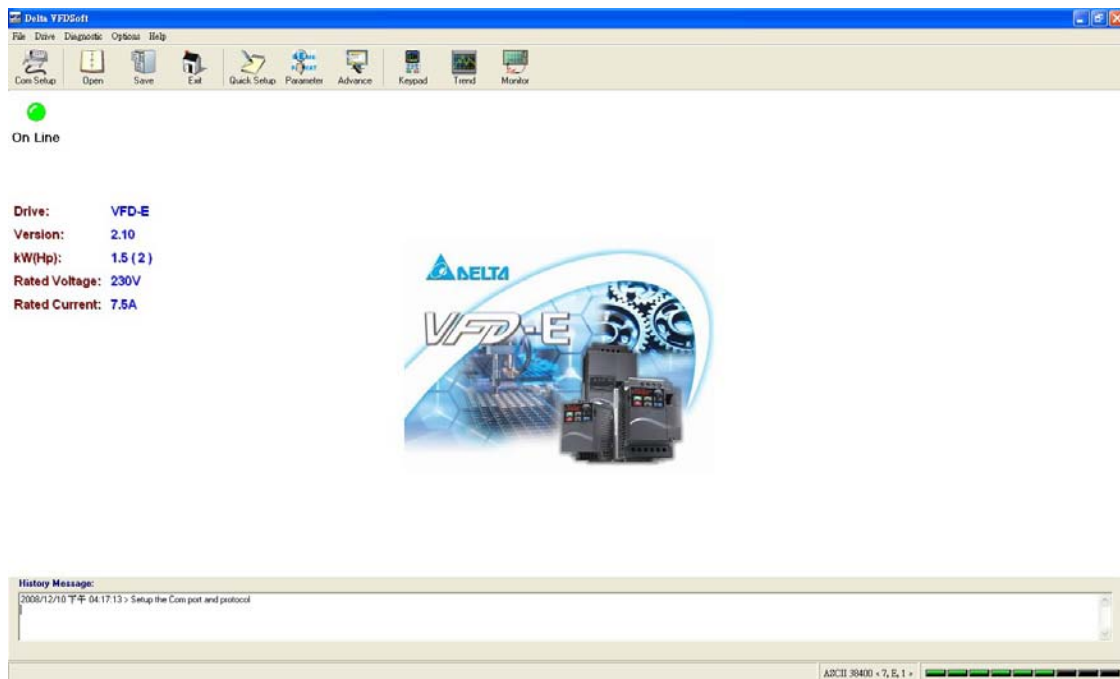 Delta VFDSoft
File Drive Diagnostic Options Help
Com Setup Open Save Exit Quick Setup Parameter Advance Keypad Trend Monitor
On Line
Drive: VFD-E
Version: 2.10
kW(Hp): 1.5 ( 2 )
Rated Voltage: 230V
Rated Current: 7.5A
DELTA
VFD-E
History Message:
2008/12/10 下午 04:17:13 > Setup the Com port and protocol
ASCII 38400 < 7, E, 1 >